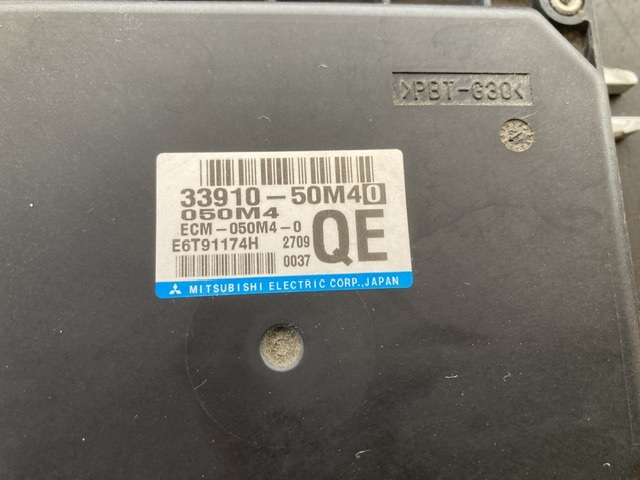 >PBT-G30<
33910-50M40
050M4
ECM-050M4-0
E6T91174H 2709
0037
QE
MITSUBISHI ELECTRIC CORP., JAPAN